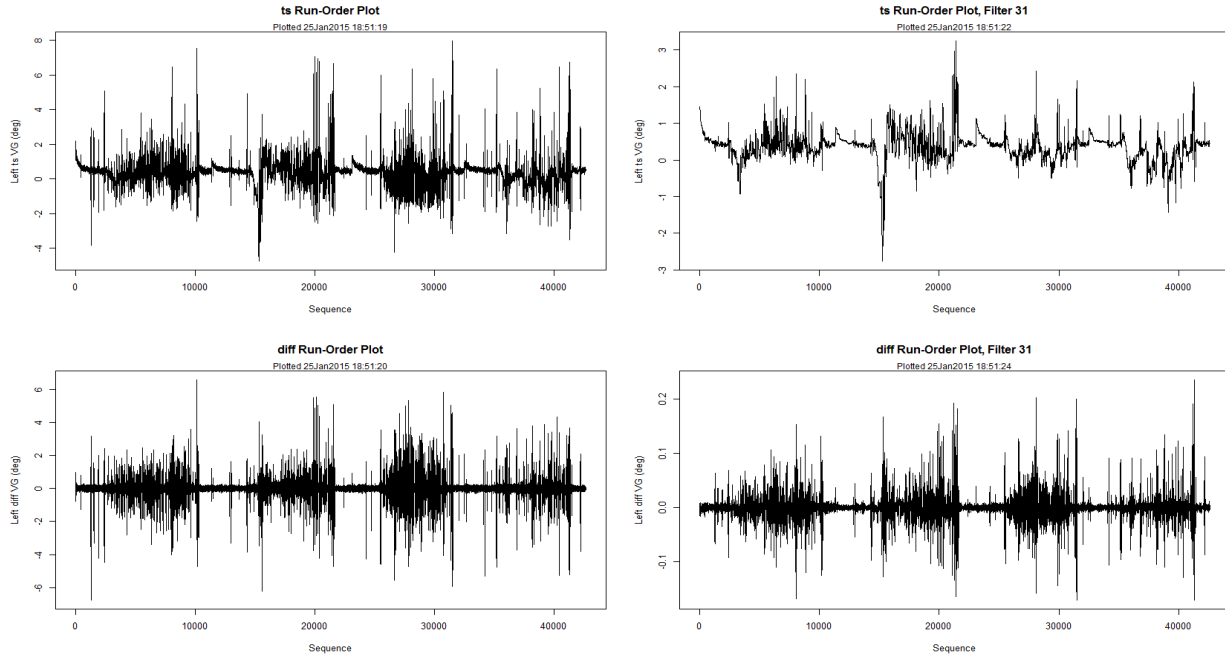 ts Run-Order Plot
Plotted 25Jan2015 18:51:19
Left ts VG (deg)
8
6
4
2
0
-2
-4
0 10000 20000 30000 40000
Sequence
ts Run-Order Plot, Filter 31
Plotted 25Jan2015 18:51:22
Left ts VG (deg)
3
2
1
0
-1
-2
-3
0 10000 20000 30000 40000
Sequence
diff Run-Order Plot
Plotted 25Jan2015 18:51:20
Left diff VG (deg)
6
4
2
0
-2
-4
-6
0 10000 20000 30000 40000
Sequence
diff Run-Order Plot, Filter 31
Plotted 25Jan2015 18:51:24
Left diff VG (deg)
0.2
0.1
0.0
-0.1
0 10000 20000 30000 40000
Sequence